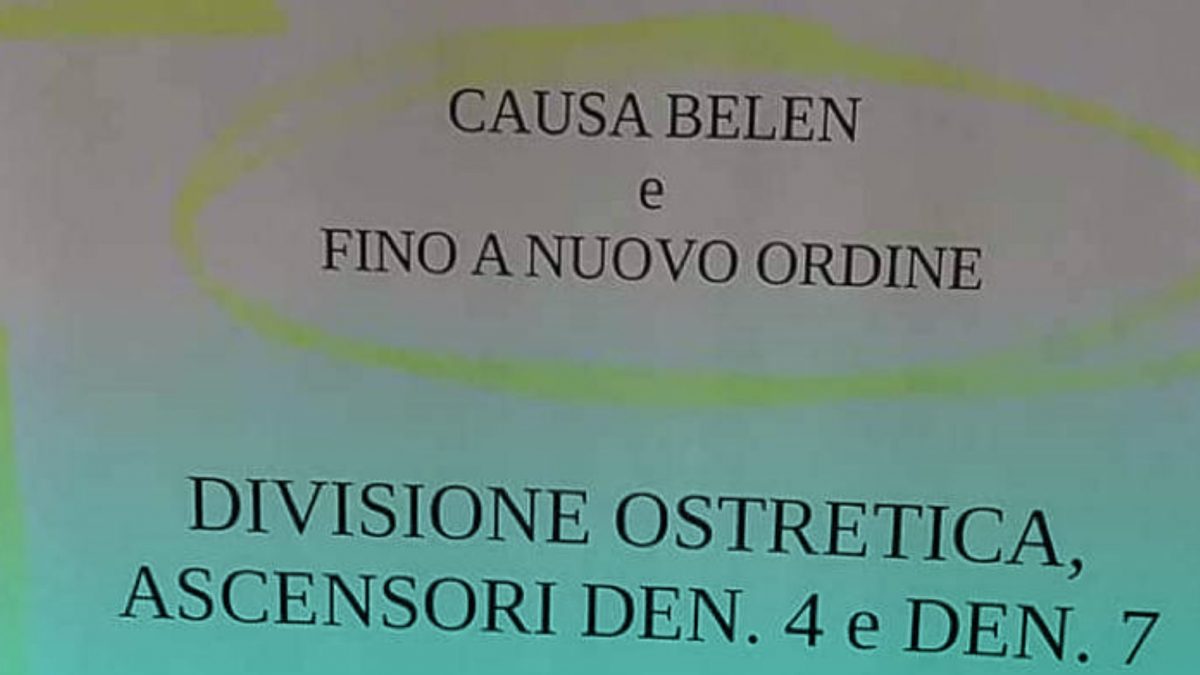 CAUSA BELEN
e
FINO A NUOVO ORDINE
DIVISIONE OSTRETICA,
ASCENSORI DEN. 4 e DEN. 7